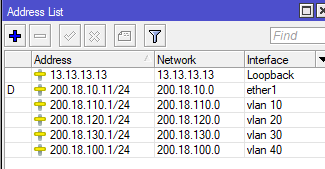 Address List
Find
Address Network Interface
13.13.13.13 13.13.13.13 Loopback
D 200.18.10.11/24 200.18.10.0 ether1
200.18.110.1/24 200.18.110.0 vlan 10
200.18.120.1/24 200.18.120.0 vlan 20
200.18.130.1/24 200.18.130.0 vlan 30
200.18.100.1/24 200.18.100.0 vlan 40